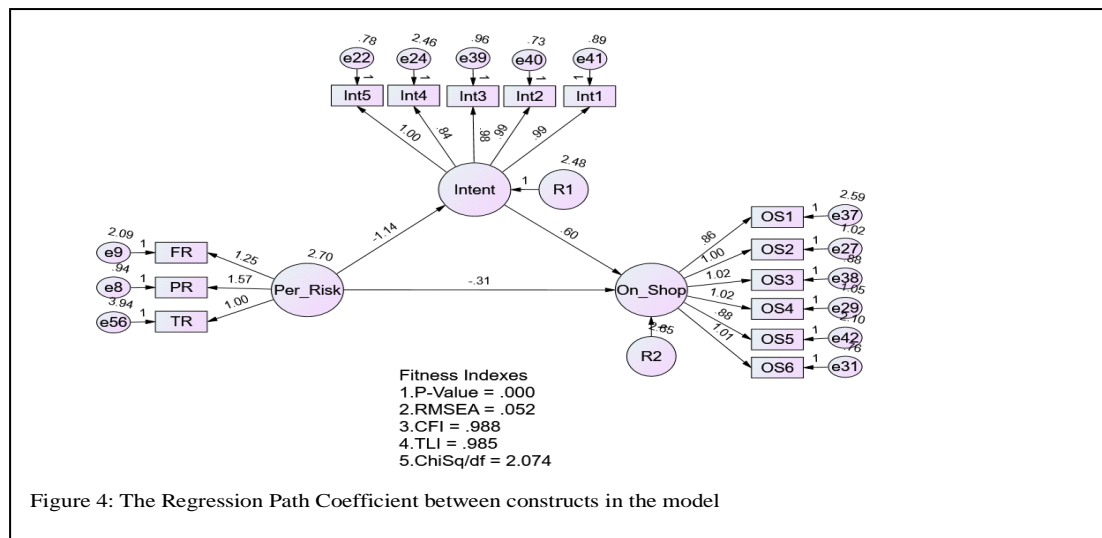 .78 2.46 .96 .73 .89
e22 e24 e39 e40 e41
1 1 1 1 1
Int5 Int4 Int3 Int2 Int1
1.00 .84 .98 .99 .99
2.48
Intent 1 R1
-1.14 .60
2.09
e9 1 FR 1.25
.94
e8 1 PR 1.57
3.94
e56 1 TR 1.00
2.70
Per_Risk
-.31
On_Shop
R2
2.59
.86 OS1 1 e37
1.02
1.00 OS2 1 e27
.88
1.02 OS3 1 e38
1.05
1.02 OS4 1 e29
2.10
.88 OS5 1 e42
.76
1.01 OS6 1 e31
Fitness Indexes
1.P-Value = .000
2.RMSEA = .052
3.CFI = .988
4.TLI = .985
5.ChiSq/df = 2.074
Figure 4: The Regression Path Coefficient between constructs in the model